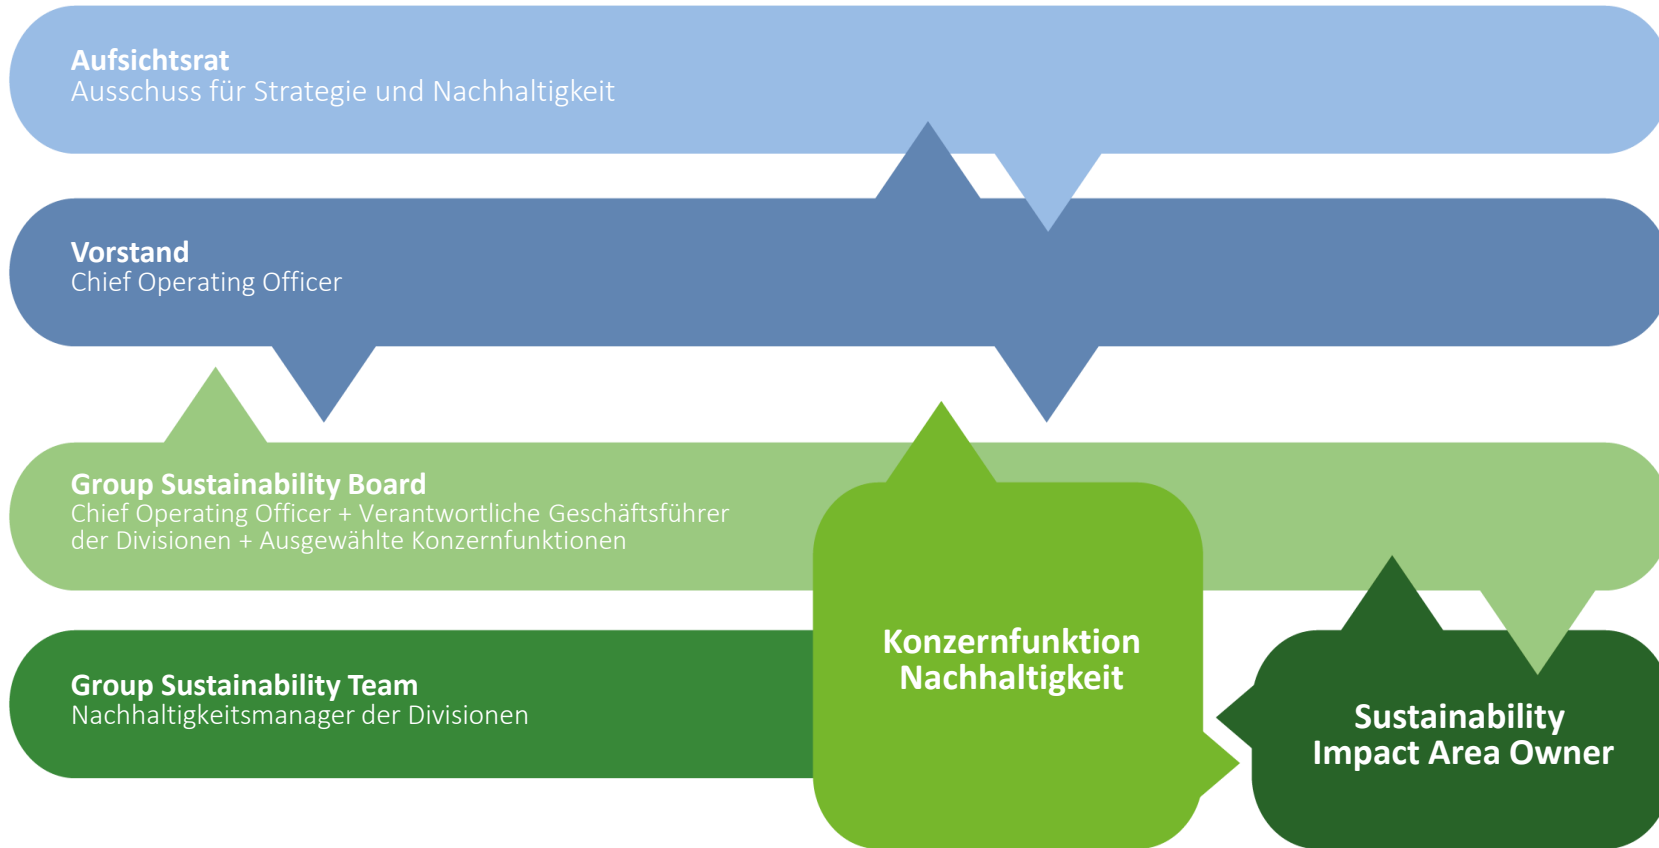 Aufsichtsrat
Ausschuss für Strategie und Nachhaltigkeit
Vorstand
Chief Operating Officer
Group Sustainability Board
Chief Operating Officer + Verantwortliche Geschäftsführer
der Divisionen + Ausgewählte Konzernfunktionen
Konzernfunktion
Nachhaltigkeit
Group Sustainability Team
Nachhaltigkeitsmanager der Divisionen
Sustainability
Impact Area Owner